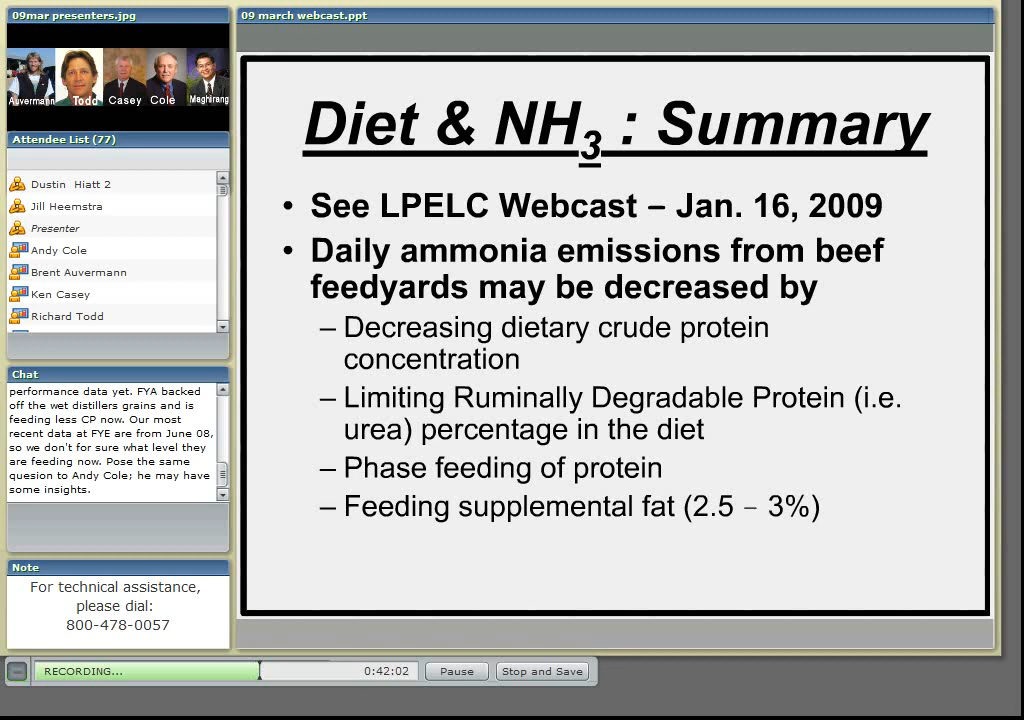 09mar presenters.jpg
Auvermann Todd Casey Cole Maghirang
Attendee List (77)
Dustin Hiatt 2
Jill Heemstra
Presenter
Andy Cole
Brent Auvermann
Ken Casey
Richard Todd
Chat
performance data yet. FYA backed
off the wet distillers grains and is
feeding less CP now. Our most
recent data at FYE are from June 08,
so we don't for sure what level they
are feeding now. Pose the same
quesion to Andy Cole; he may have
some insights.
Note
For technical assistance,
please dial:
800-478-0057
09 march webcast.ppt
Diet & NH3 : Summary
• See LPELC Webcast – Jan. 16, 2009
• Daily ammonia emissions from beef
feedyards may be decreased by
– Decreasing dietary crude protein
concentration
– Limiting Ruminally Degradable Protein (i.e.
urea) percentage in the diet
– Phase feeding of protein
– Feeding supplemental fat (2.5 – 3%)
RECORDING... 0:42:02 Pause Stop and Save